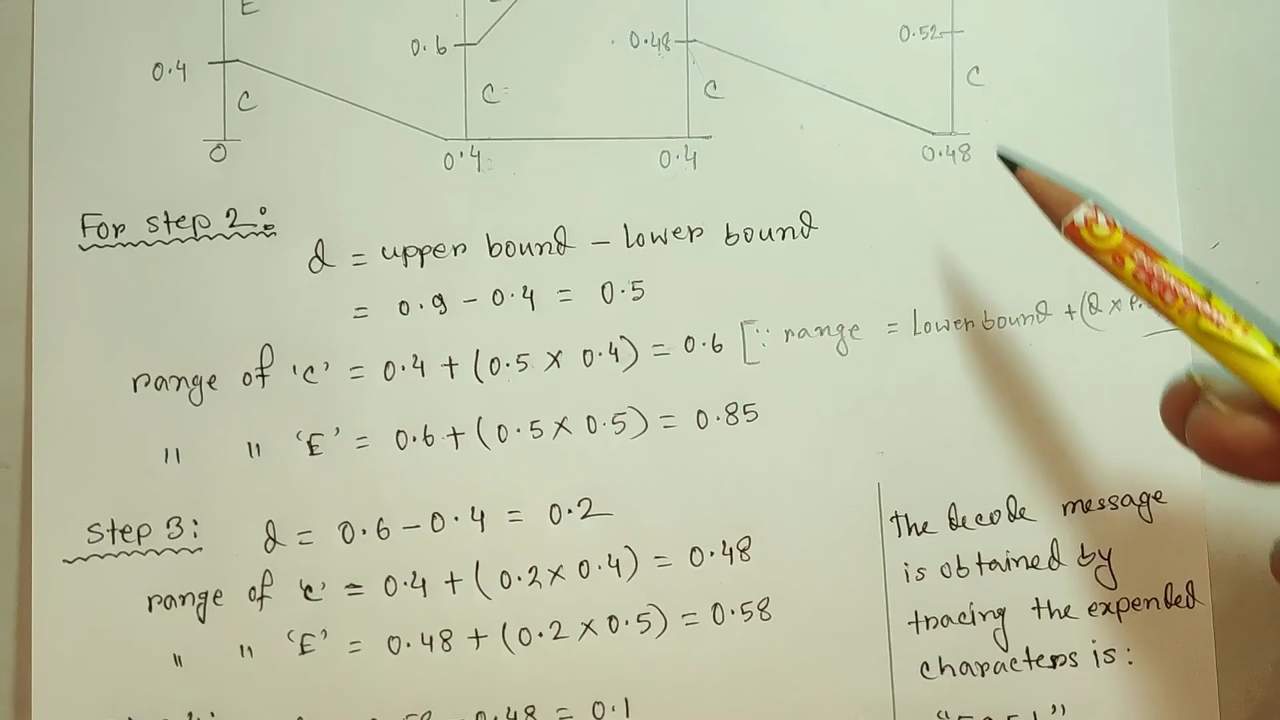 E
0.6
0.48
0.52
0.4
C
C
C
C
0
0.4
0.4
0.48
For step 2:
d = upper bound - lower bound
= 0.9 - 0.4 = 0.5
range of 'c' = 0.4 + (0.5 × 0.4) = 0.6 [∵ range = Lower bound + (d × P.
" " 'E' = 0.6 + (0.5 × 0.5) = 0.85
Step 3: d = 0.6 - 0.4 = 0.2
range of 'c' = 0.4 + (0.2 × 0.4) = 0.48
" " 'E' = 0.48 + (0.2 × 0.5) = 0.58
0.48 = 0.1
The decode message
is obtained by
tracing the expended
characters is: